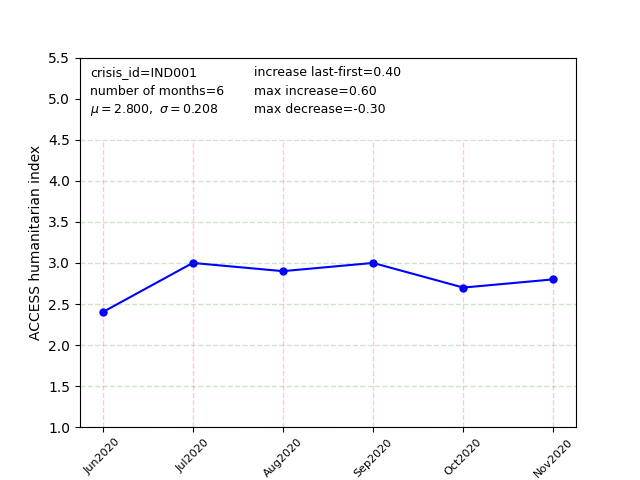 crisis_id=IND001
number of months=6
μ = 2.800, σ = 0.208
increase last-first=0.40
max increase=0.60
max decrease=-0.30
ACCESS humanitarian index
5.5
5.0
4.5
4.0
3.5
3.0
2.5
2.0
1.5
1.0
Jun2020
Jul2020
Aug2020
Sep2020
Oct2020
Nov2020